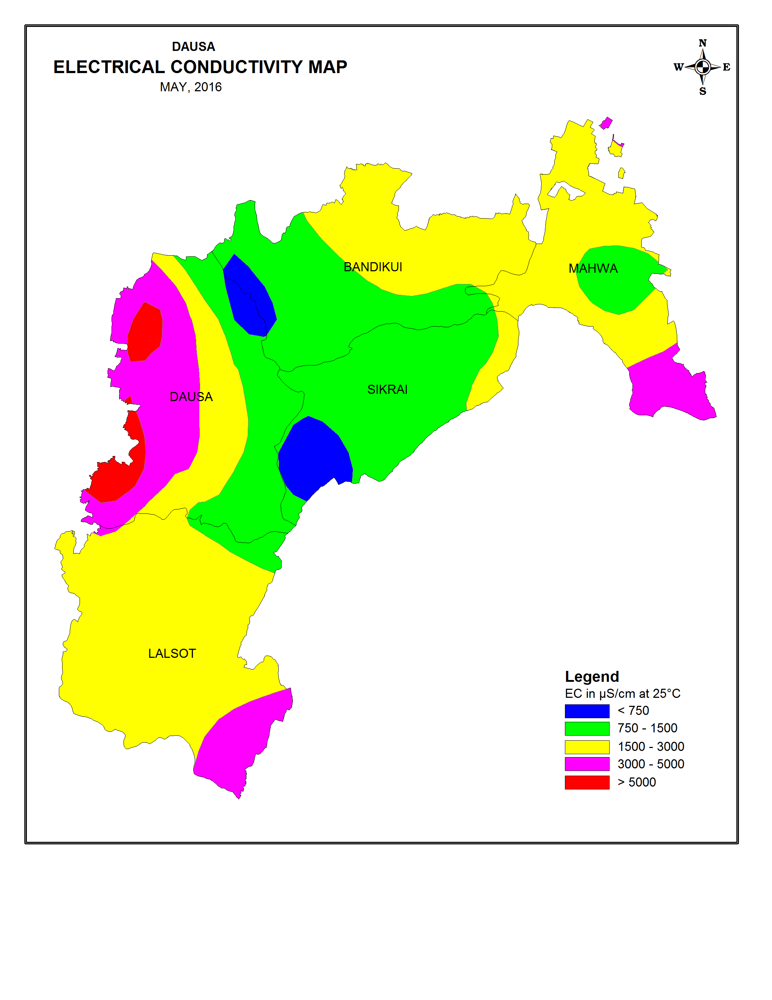 DAUSA
ELECTRICAL CONDUCTIVITY MAP
MAY, 2016
N
W E
S
BANDIKUI
MAHWA
SIKRAI
DAUSA
LALSOT
Legend
EC in µS/cm at 25°C
< 750
750 - 1500
1500 - 3000
3000 - 5000
> 5000